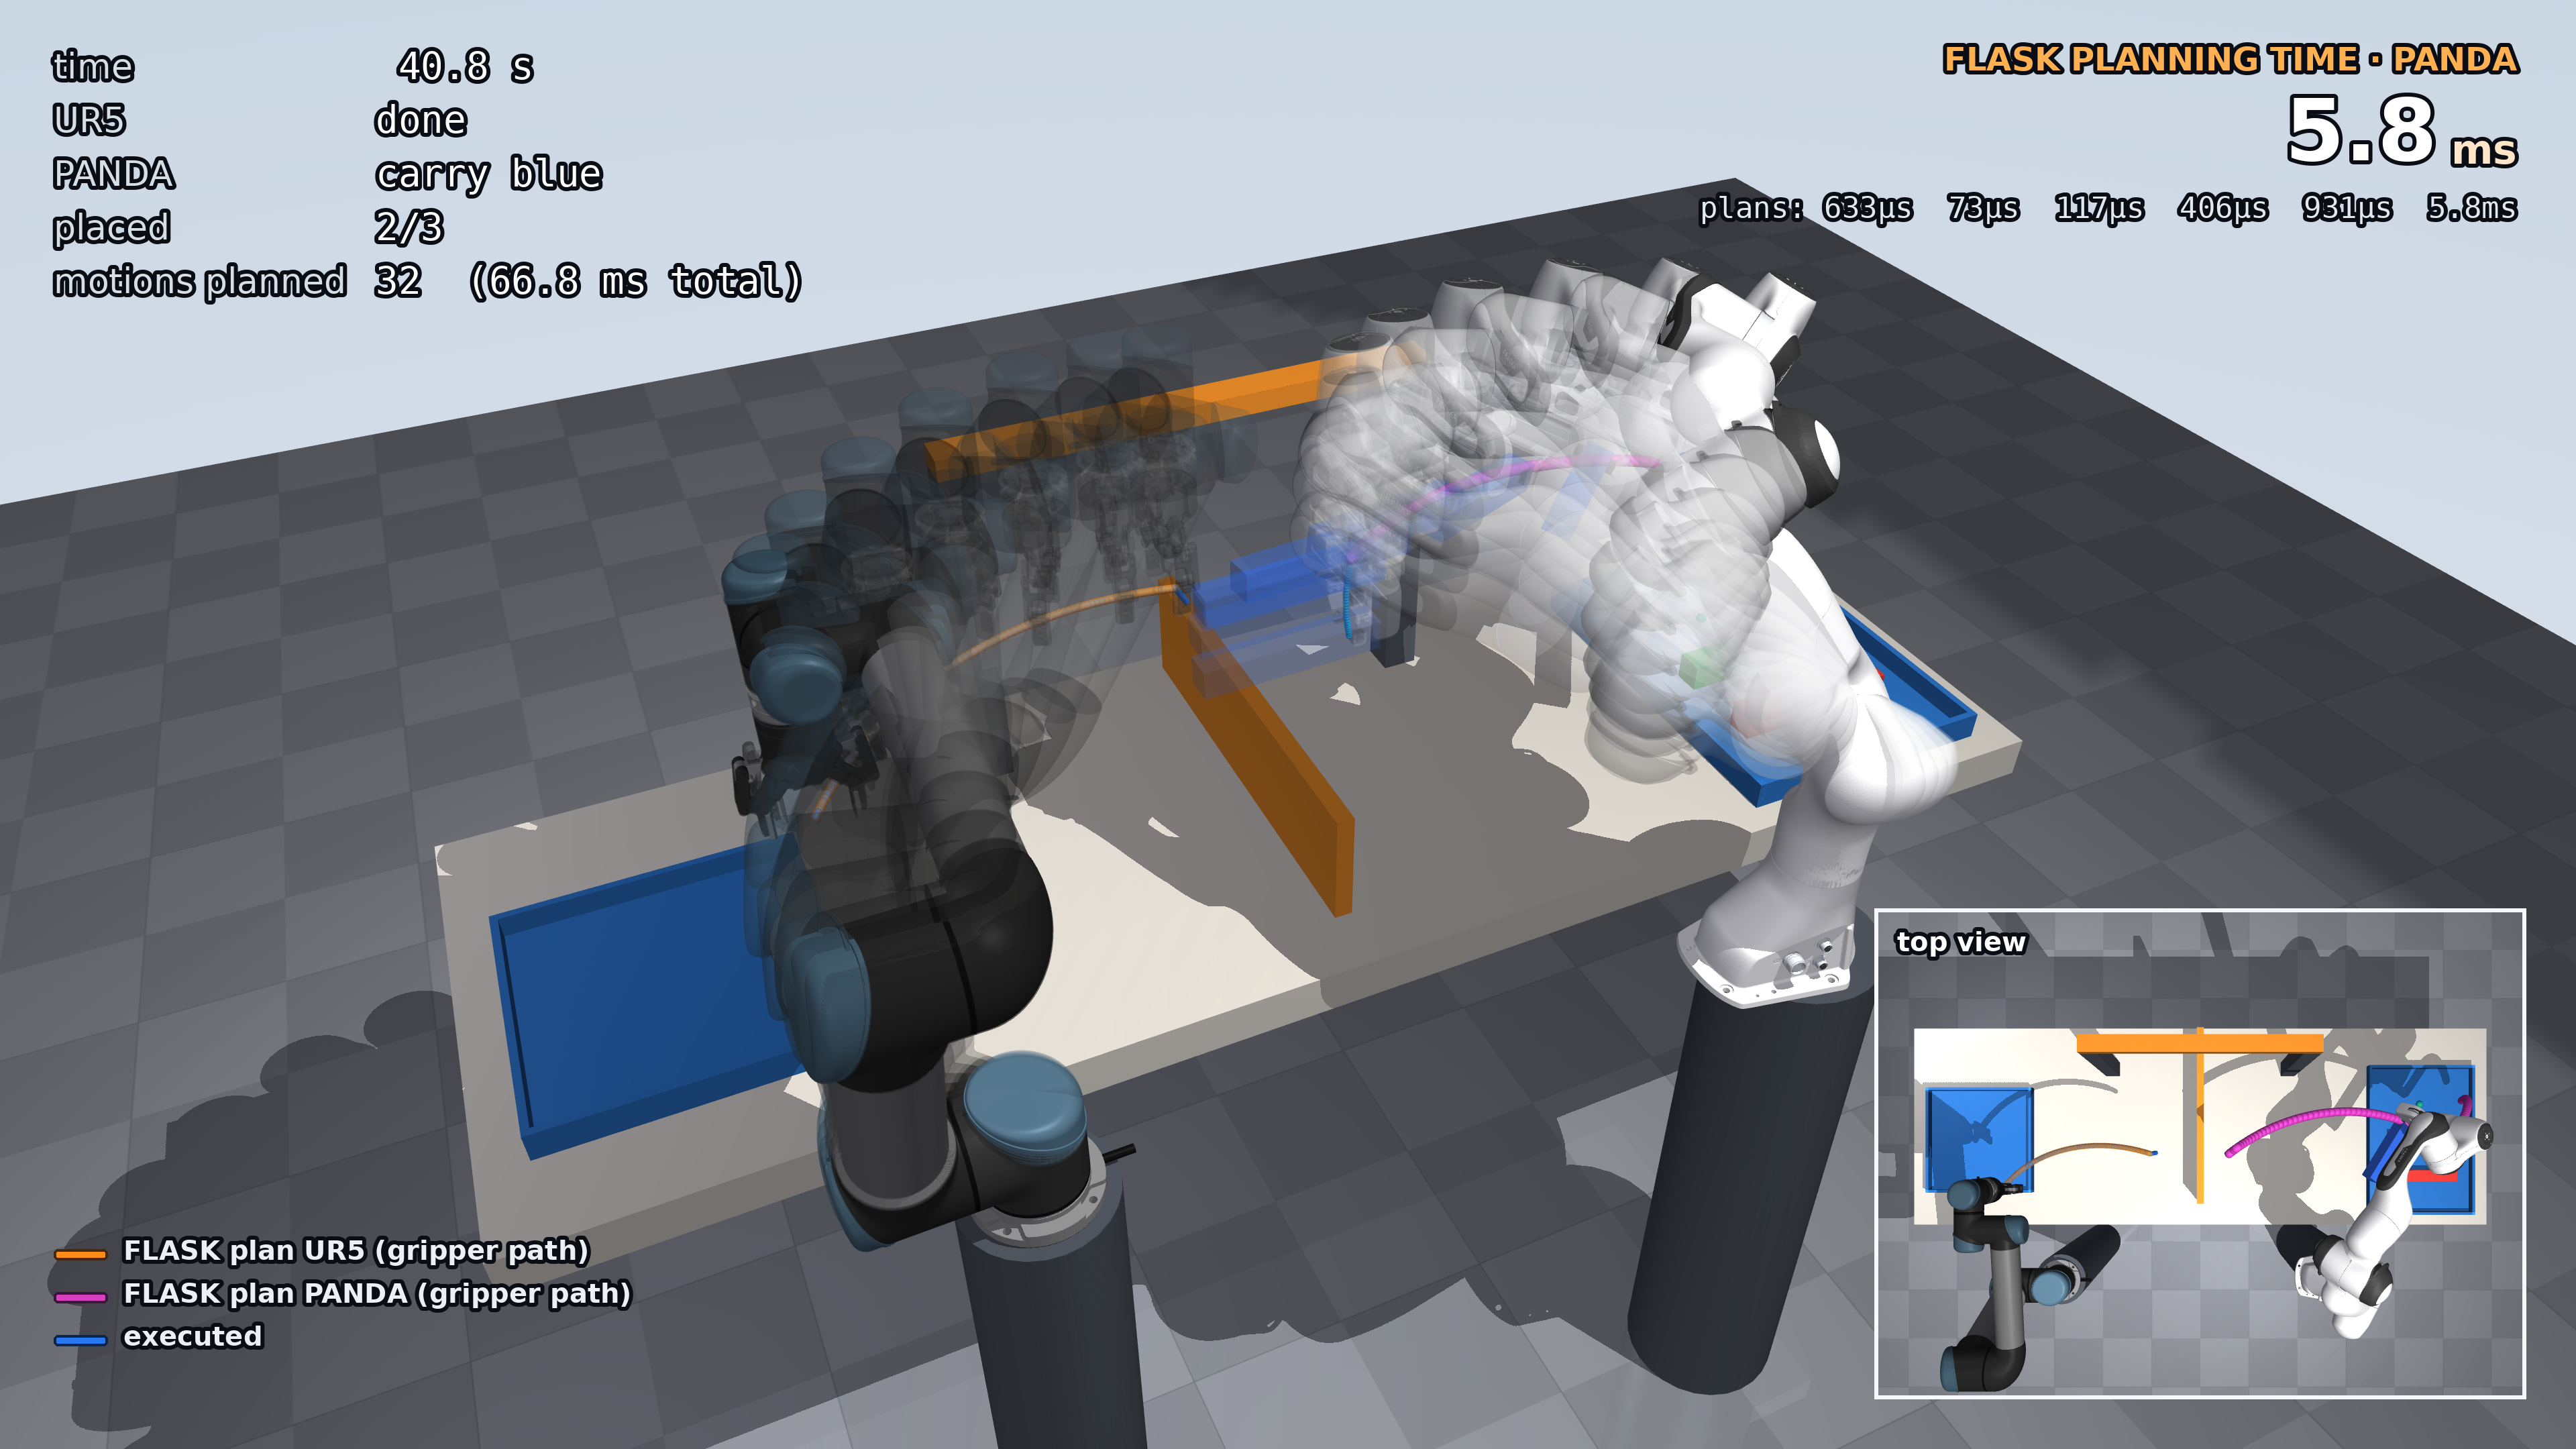 time 40.8 s
UR5 done
PANDA carry blue
placed 2/3
motions planned 32 (66.8 ms total)
FLASK PLANNING TIME · PANDA
5.8 ms
plans: 633µs 73µs 117µs 406µs 931µs 5.8ms
top view
FLASK plan UR5 (gripper path)
FLASK plan PANDA (gripper path)
executed